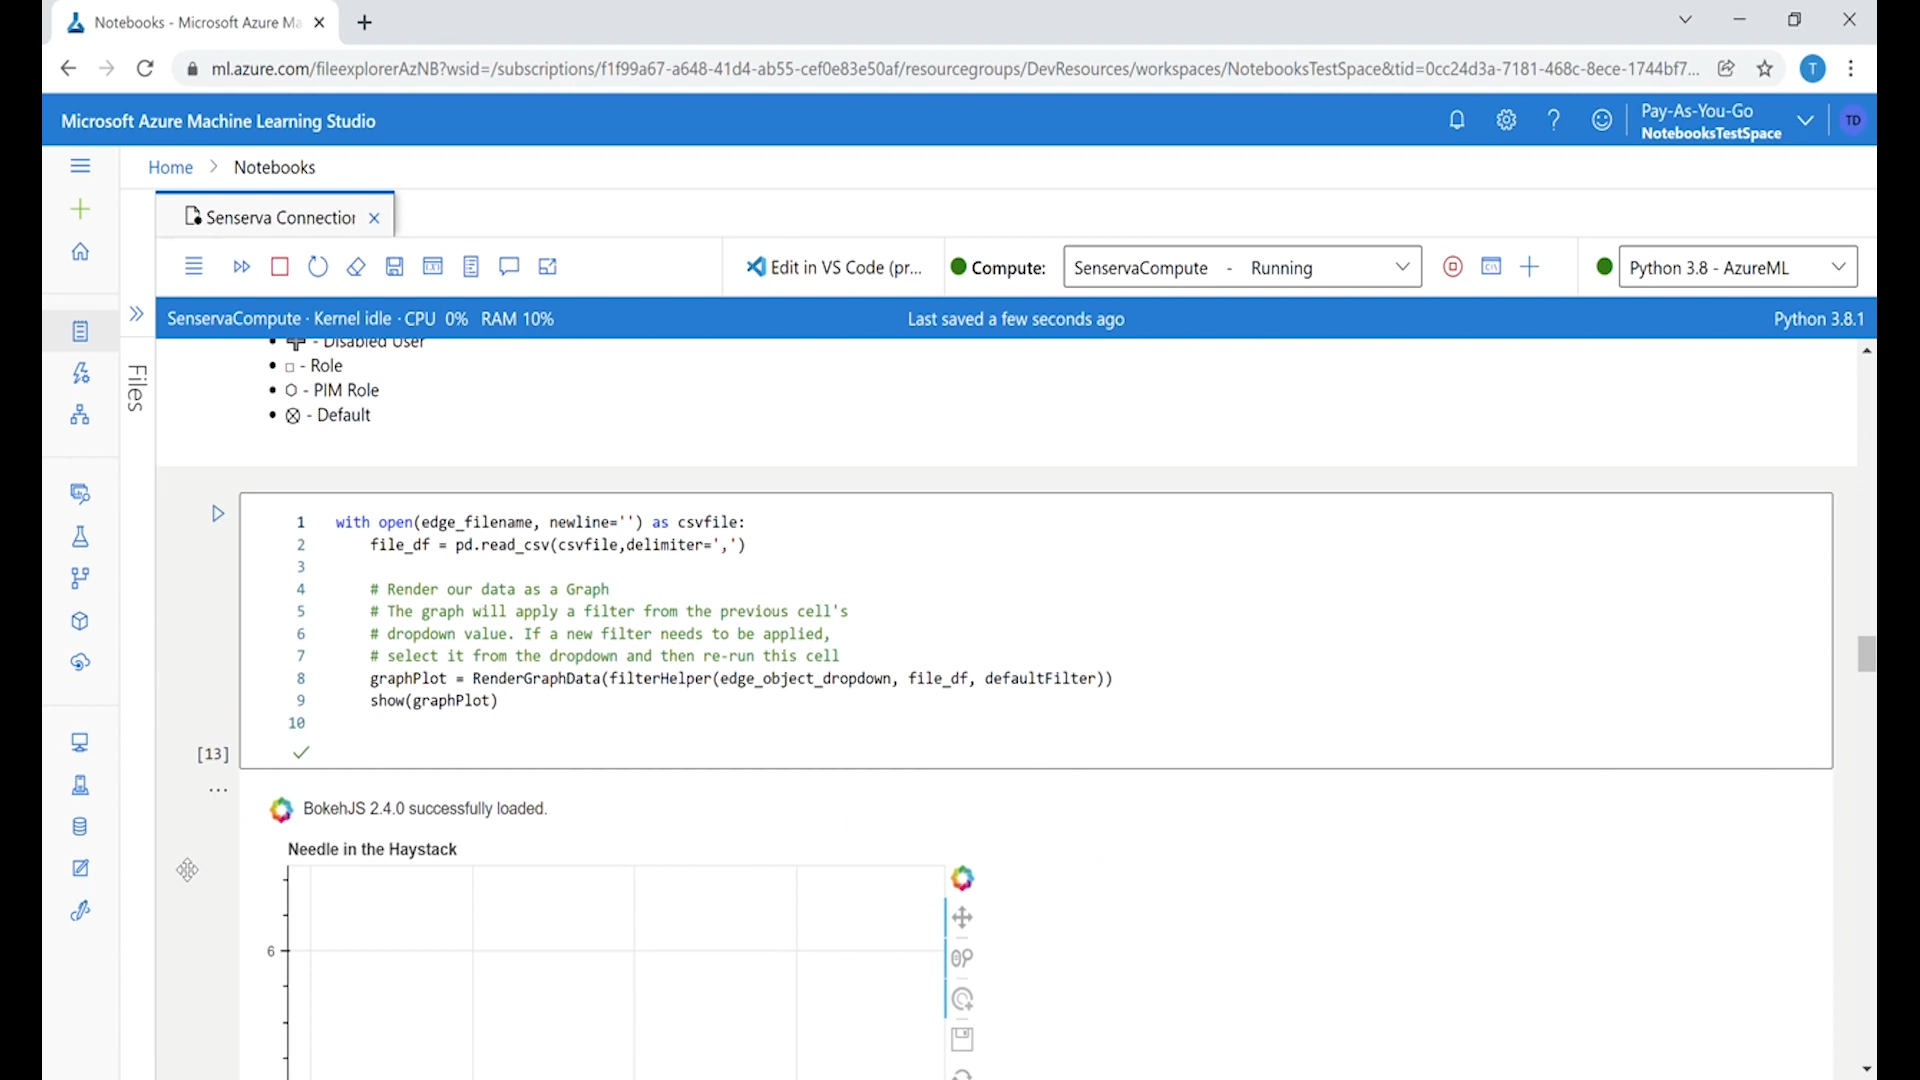 Notebooks - Microsoft Azure Ma
ml.azure.com/fileexplorerAzNB?wsid=/subscriptions/f1f99a67-a648-41d4-ab55-cef0e83e50af/resourcegroups/DevResources/workspaces/NotebooksTestSpace&tid=0cc24d3a-7181-468c-8ece-1744bf7...
T
Microsoft Azure Machine Learning Studio
Pay-As-You-Go
NotebooksTestSpace
TD
Home > Notebooks
Senserva Connection
Edit in VS Code (pr...
Compute:
SenservaCompute - Running
Python 3.8 - AzureML
SenservaCompute · Kernel idle · CPU 0% RAM 10%
Last saved a few seconds ago
Python 3.8.1
Files
- Disabled User
- Role
- PIM Role
- Default
1 with open(edge_filename, newline='') as csvfile:
2 file_df = pd.read_csv(csvfile,delimiter=',')
3
4 # Render our data as a Graph
5 # The graph will apply a filter from the previous cell's
6 # dropdown value. If a new filter needs to be applied,
7 # select it from the dropdown and then re-run this cell
8 graphPlot = RenderGraphData(filterHelper(edge_object_dropdown, file_df, defaultFilter))
9 show(graphPlot)
10
[13]
...
BokehJS 2.4.0 successfully loaded.
Needle in the Haystack
6